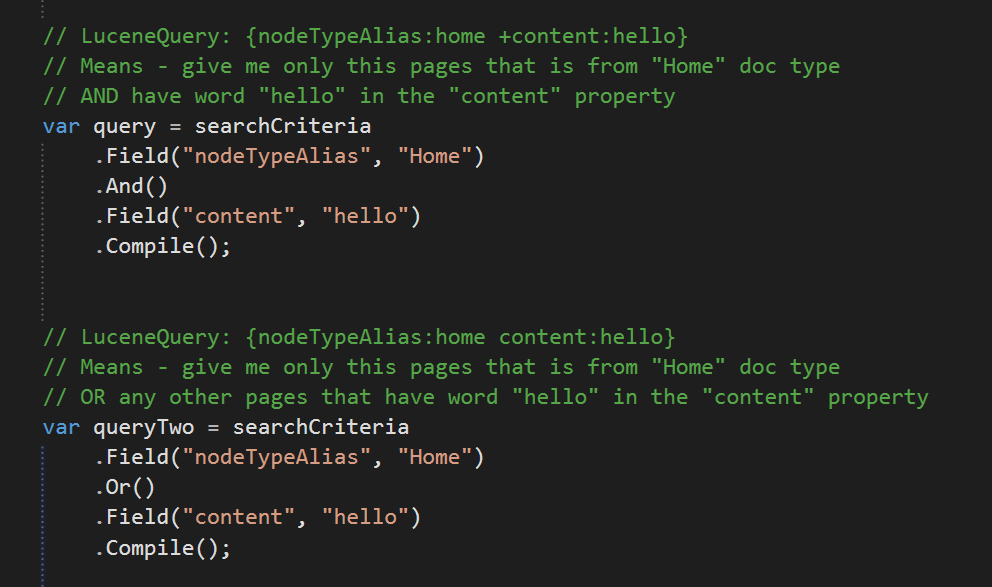 // LuceneQuery: {nodeTypeAlias:home +content:hello}
// Means - give me only this pages that is from "Home" doc type
// AND have word "hello" in the "content" property
var query = searchCriteria
.Field("nodeTypeAlias", "Home")
.And()
.Field("content", "hello")
.Compile();
// LuceneQuery: {nodeTypeAlias:home content:hello}
// Means - give me only this pages that is from "Home" doc type
// OR any other pages that have word "hello" in the "content" property
var queryTwo = searchCriteria
.Field("nodeTypeAlias", "Home")
.Or()
.Field("content", "hello")
.Compile();